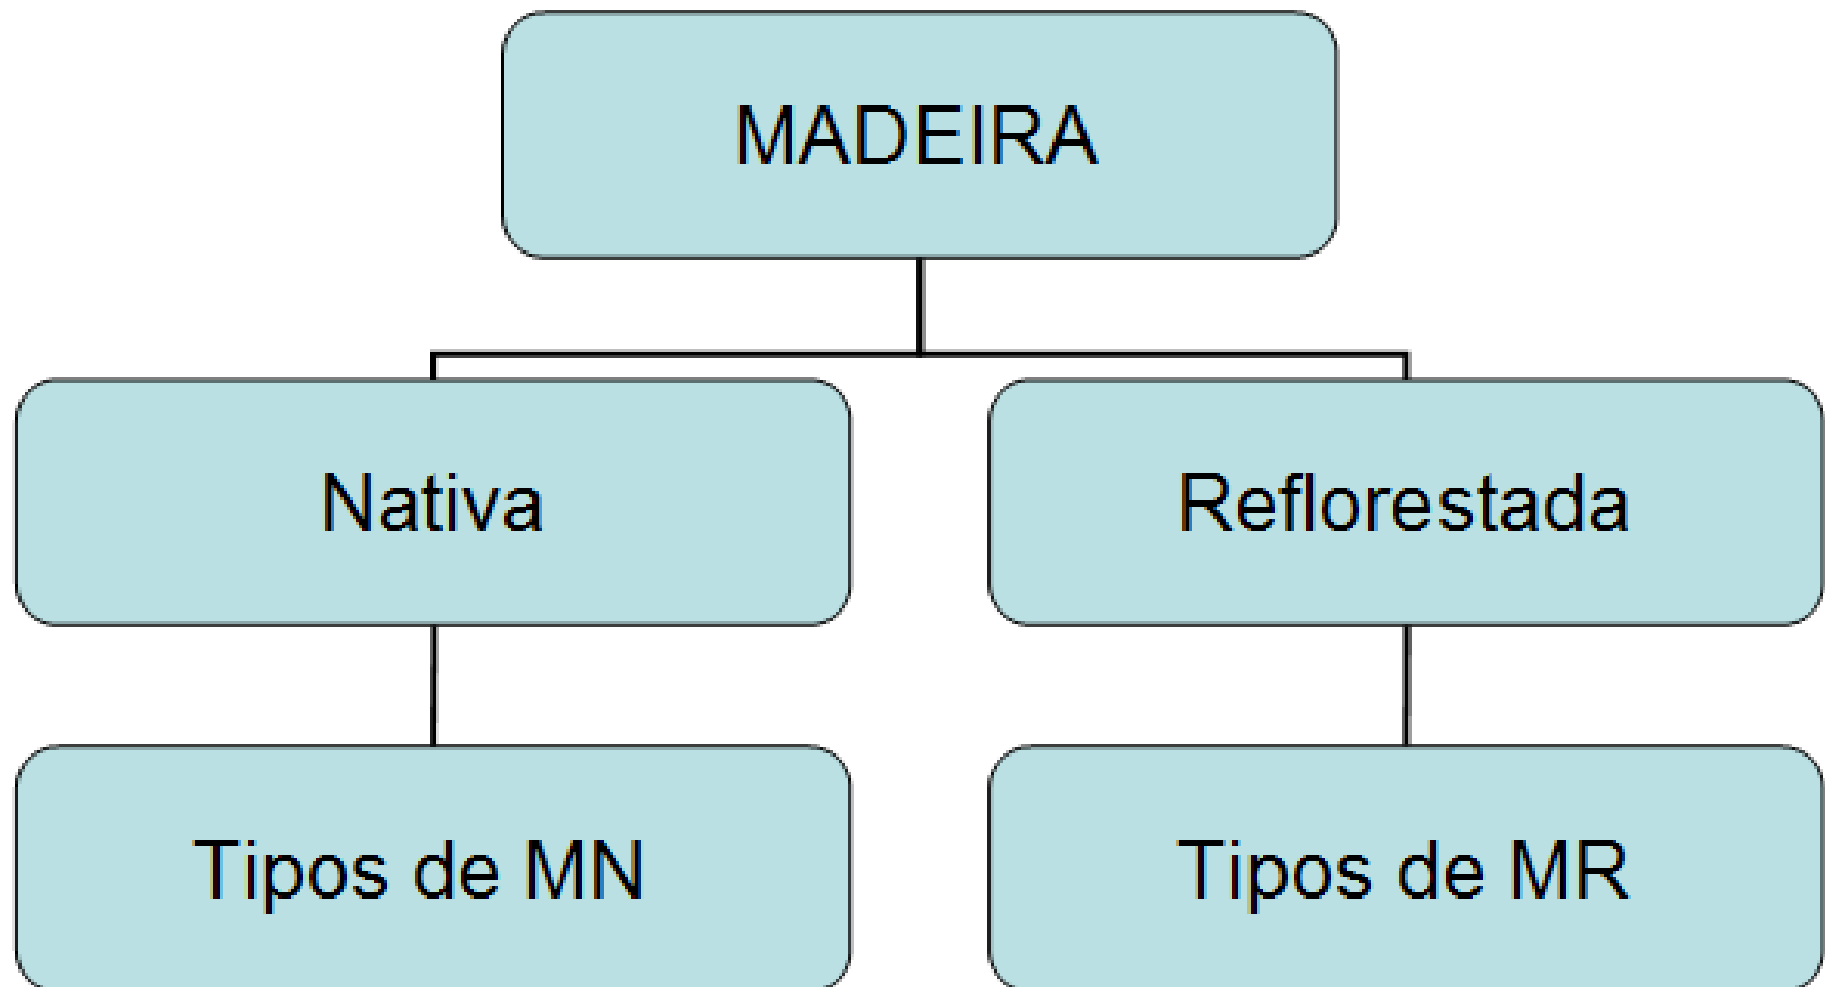 MADEIRA
Nativa
Reflorestada
Tipos de MN
Tipos de MR